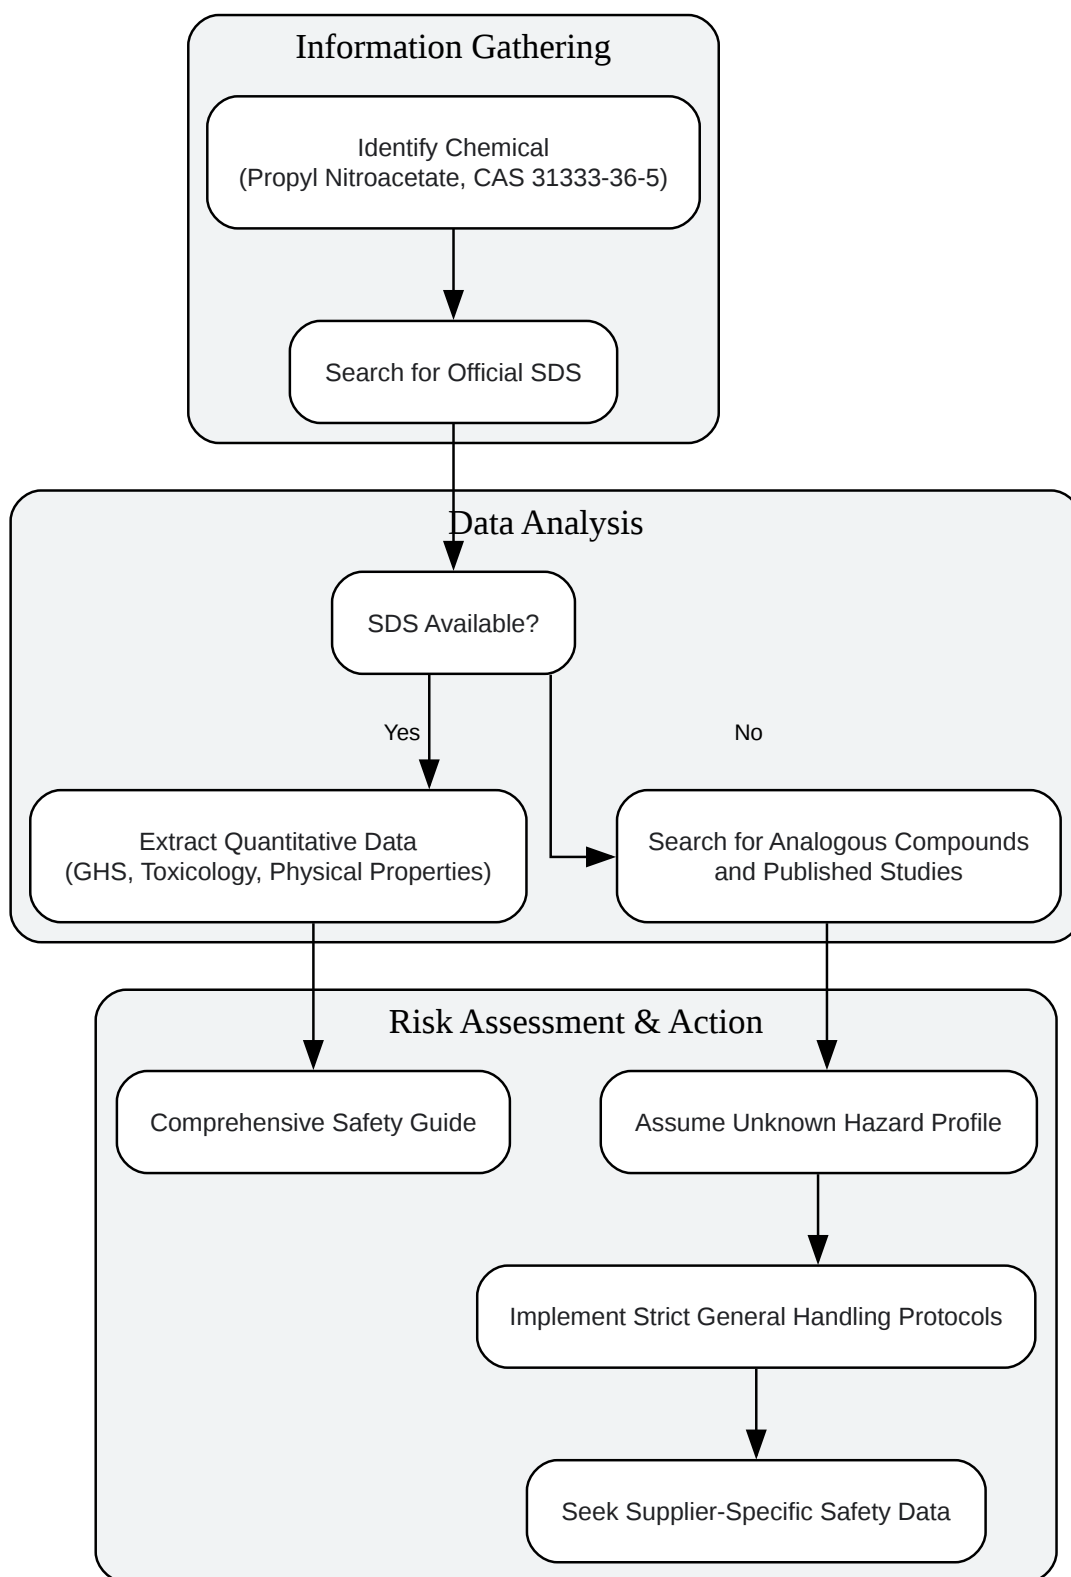 Information Gathering
Identify Chemical
(Propyl Nitroacetate, CAS 31333-36-5)
Search for Official SDS
Data Analysis
SDS Available?
Yes
No
Extract Quantitative Data
(GHS, Toxicology, Physical Properties)
Search for Analogous Compounds
and Published Studies
Risk Assessment & Action
Comprehensive Safety Guide
Assume Unknown Hazard Profile
Implement Strict General Handling Protocols
Seek Supplier-Specific Safety Data